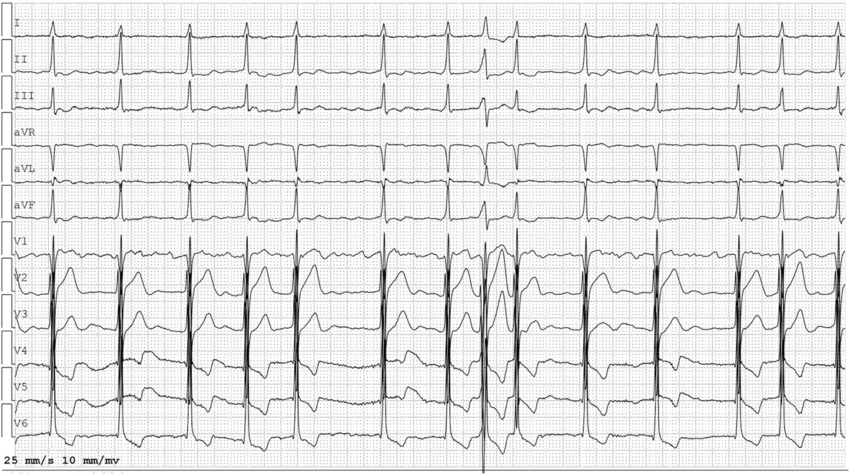 I
II
III
aVR
aVL
aVF
V1
V2
V3
V4
V5
V6
25 mm/s 10 mm/mv